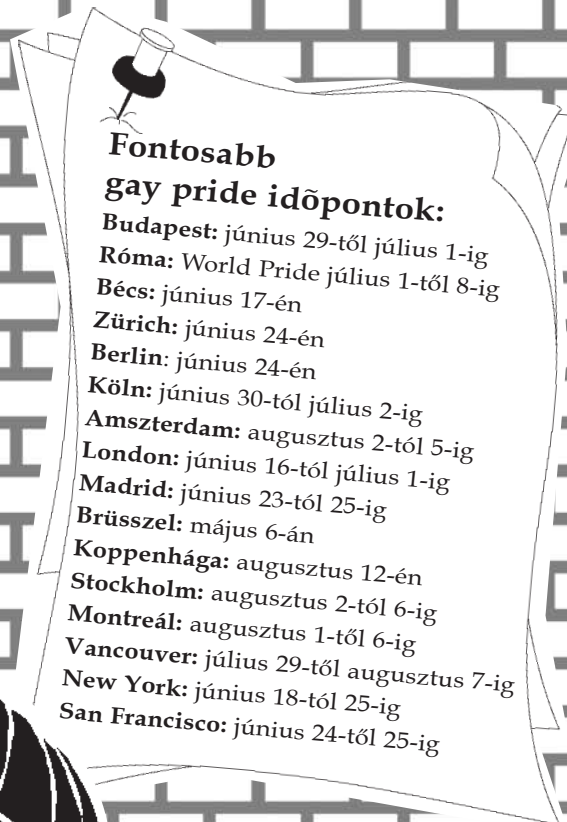 Fontosabb
gay pride idõpontok:
Budapest: június 29-től július 1-ig
Róma: World Pride július 1-től 8-ig
Bécs: június 17-én
Zürich: június 24-én
Berlin: június 24-én
Köln: június 30-tól július 2-ig
Amszterdam: augusztus 2-tól 5-ig
London: június 16-tól július 1-ig
Madrid: június 23-tól 25-ig
Brüsszel: május 6-án
Koppenhága: augusztus 12-én
Stockholm: augusztus 2-tól 6-ig
Montreál: augusztus 1-től 6-ig
Vancouver: július 29-től augusztus 7-ig
New York: június 18-tól 25-ig
San Francisco: június 24-től 25-ig